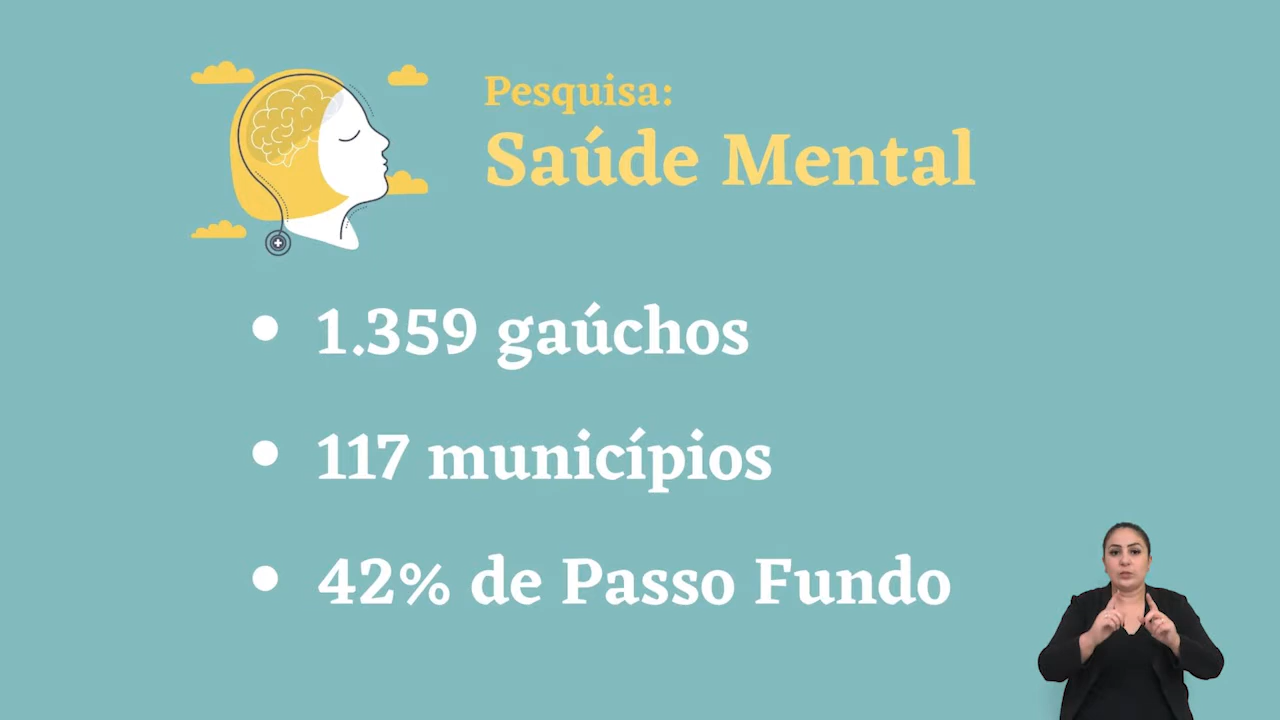 Pesquisa:
Saúde Mental
1.359 gaúchos
117 municípios
42% de Passo Fundo